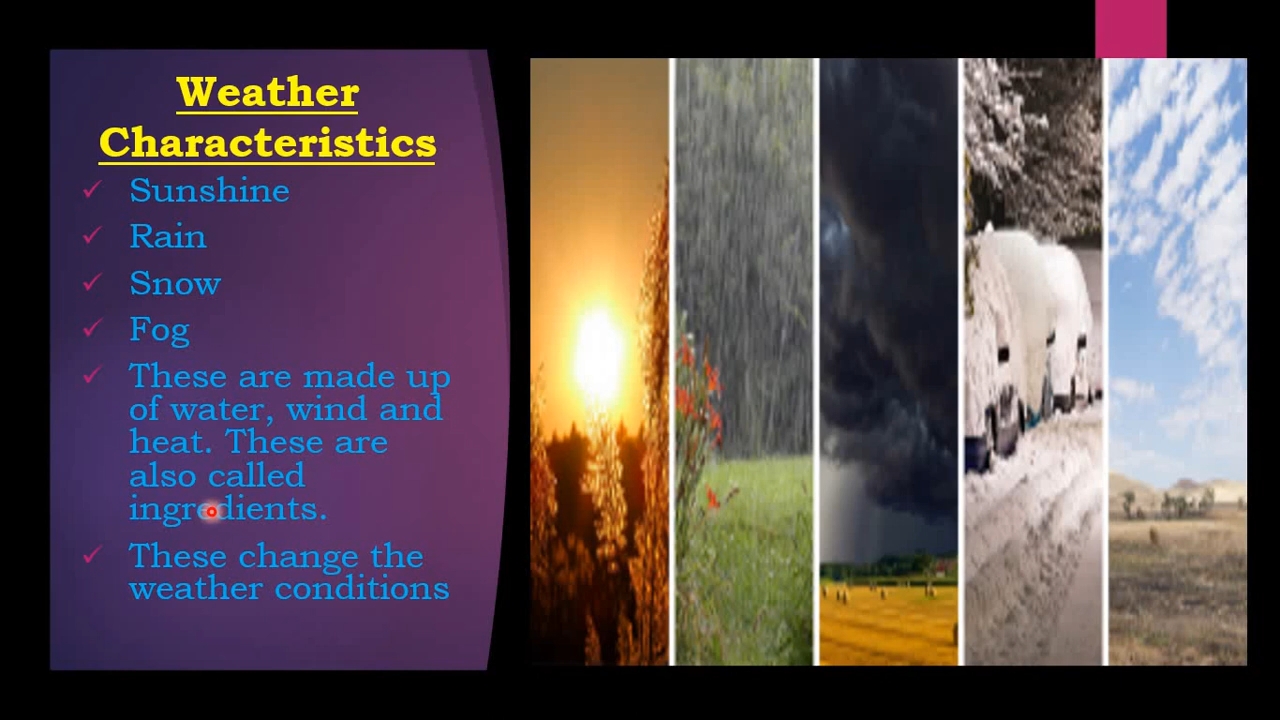 Weather
Characteristics
Sunshine
Rain
Snow
Fog
These are made up
of water, wind and
heat. These are
also called
ingredients.
These change the
weather conditions